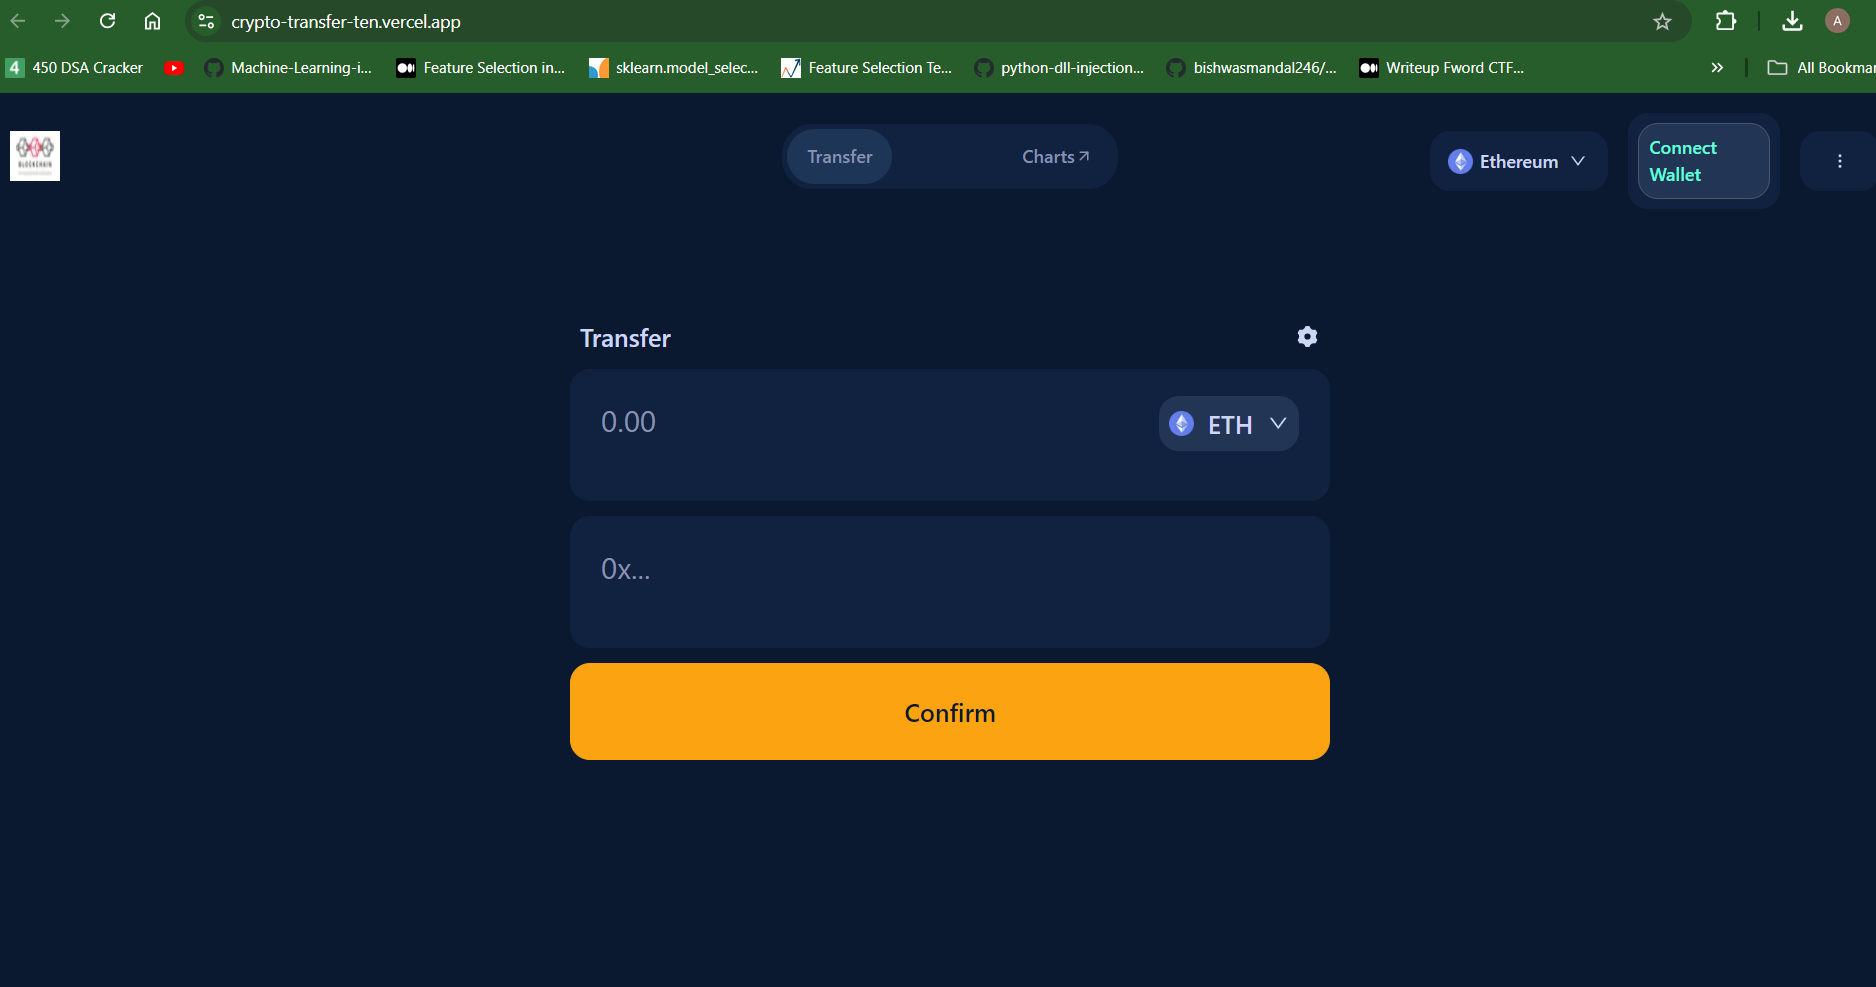 crypto-transfer-ten.vercel.app
A
4 450 DSA Cracker
Machine-Learning-i...
Feature Selection in...
sklearn.model_selec...
Feature Selection Te...
python-dll-injection...
bishwasmandal246/...
Writeup Fword CTF...
»
All Bookmar
BLOCKCHAIN
Transfer
Charts
Ethereum
Connect
Wallet
Transfer
0.00
ETH
0x...
Confirm